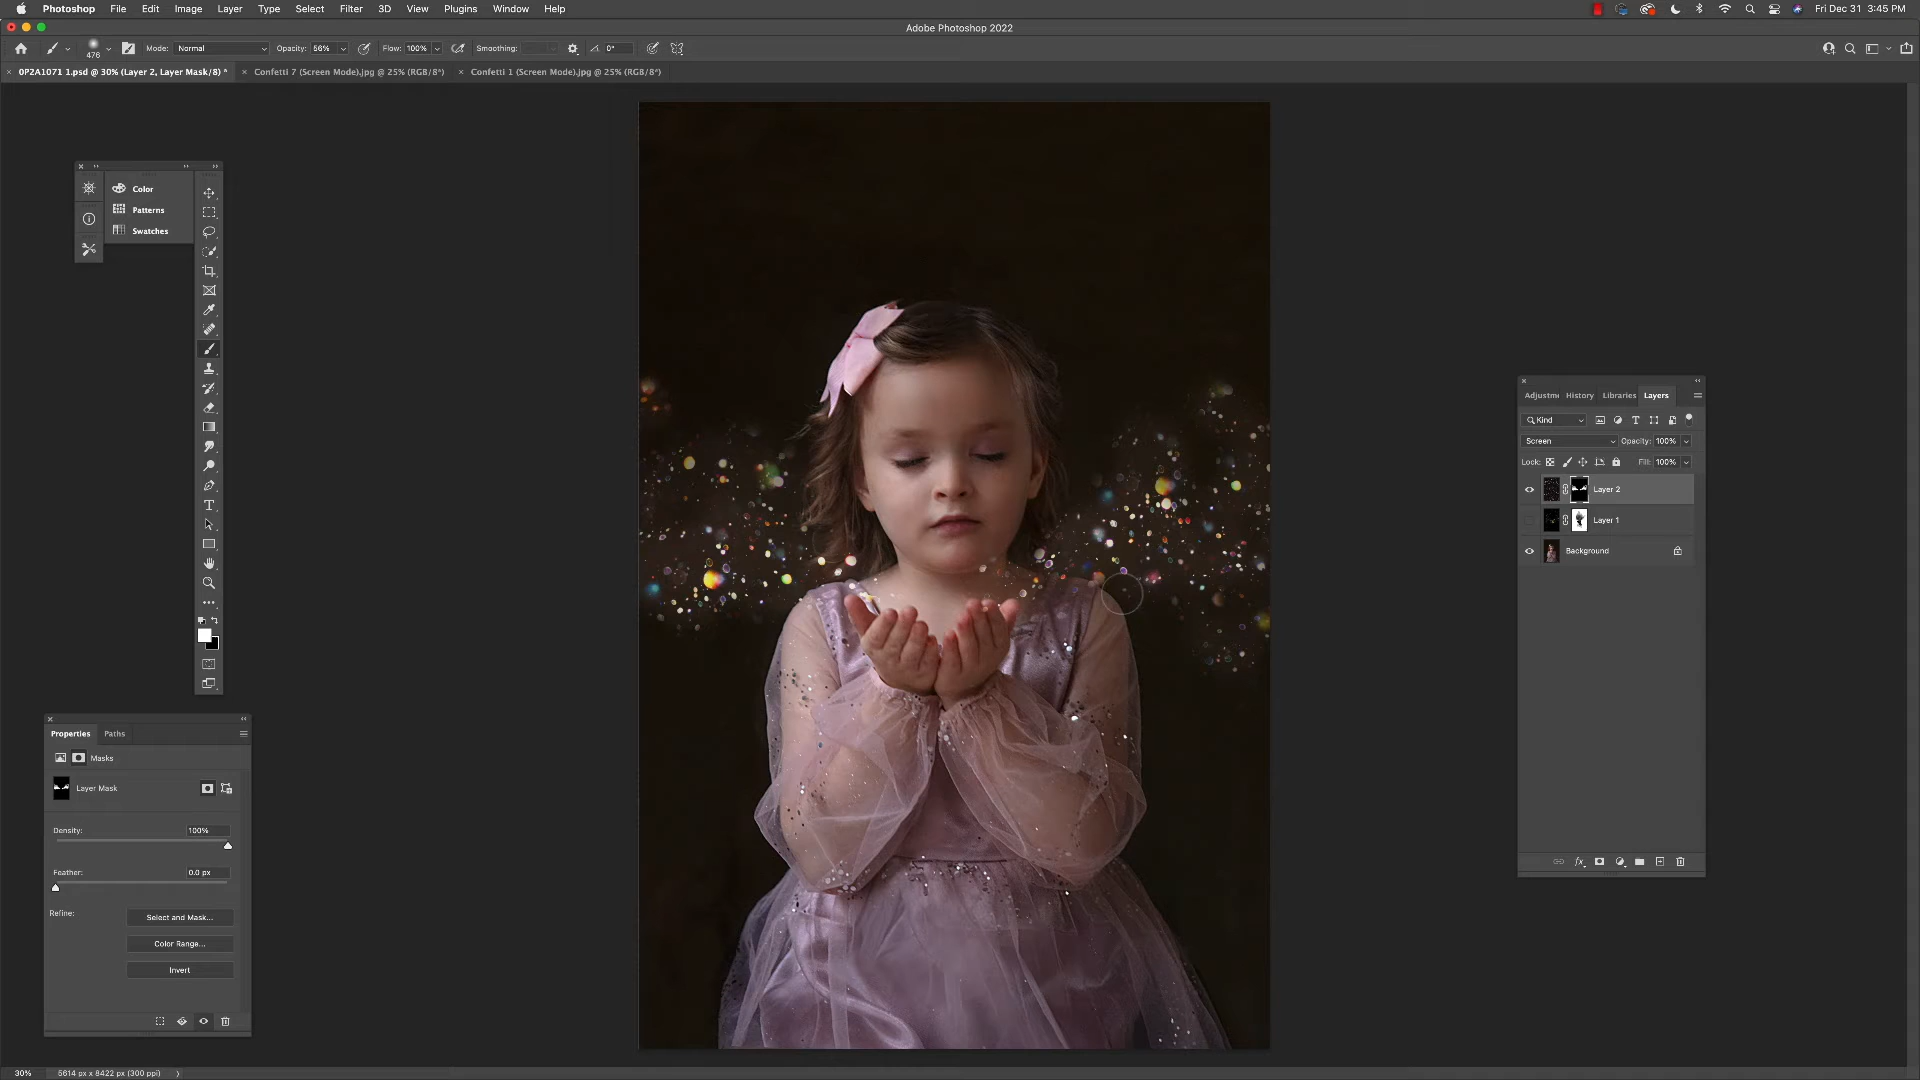 Photoshop File Edit Image Layer Type Select Filter 3D View Plugins Window Help Fri Dec 31 3:45 PM
Adobe Photoshop 2022
476 Mode: Normal Opacity: 56% Flow: 100% Smoothing: 0°
0P2A1071 1.psd @ 30% (Layer 2, Layer Mask/8) * Confetti 7 (Screen Mode).jpg @ 25% (RGB/8*) Confetti 1 (Screen Mode).jpg @ 25% (RGB/8*)
Color
Patterns
Swatches
Adjustme History Libraries Layers
Kind
Screen Opacity: 100%
Lock: Fill: 100%
Layer 2
Layer 1
Background
Properties Paths
Masks
Layer Mask
Density: 100%
Feather: 0.0 px
Refine: Select and Mask...
Color Range...
Invert
30% 5614 px x 8422 px (300 ppi)